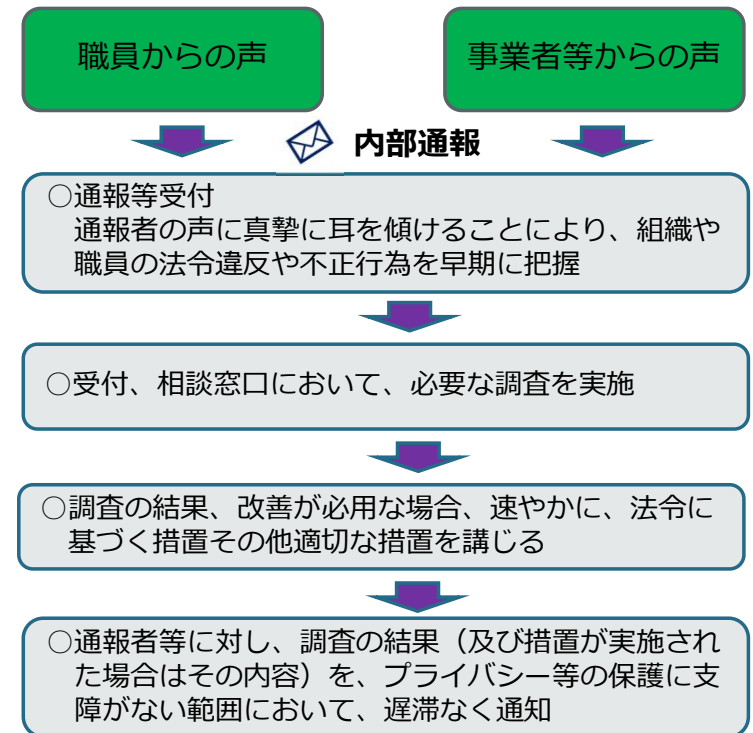 職員からの声
事業者等からの声
内部通報
○通報等受付
通報者の声に真摯に耳を傾けることにより、組織や
職員の法令違反や不正行為を早期に把握
○受付、相談窓口において、必要な調査を実施
○調査の結果、改善が必用な場合、速やかに、法令に
基づく措置その他適切な措置を講じる
○通報者等に対し、調査の結果（及び措置が実施され
た場合はその内容）を、プライバシー等の保護に支
障がない範囲において、遅滞なく通知